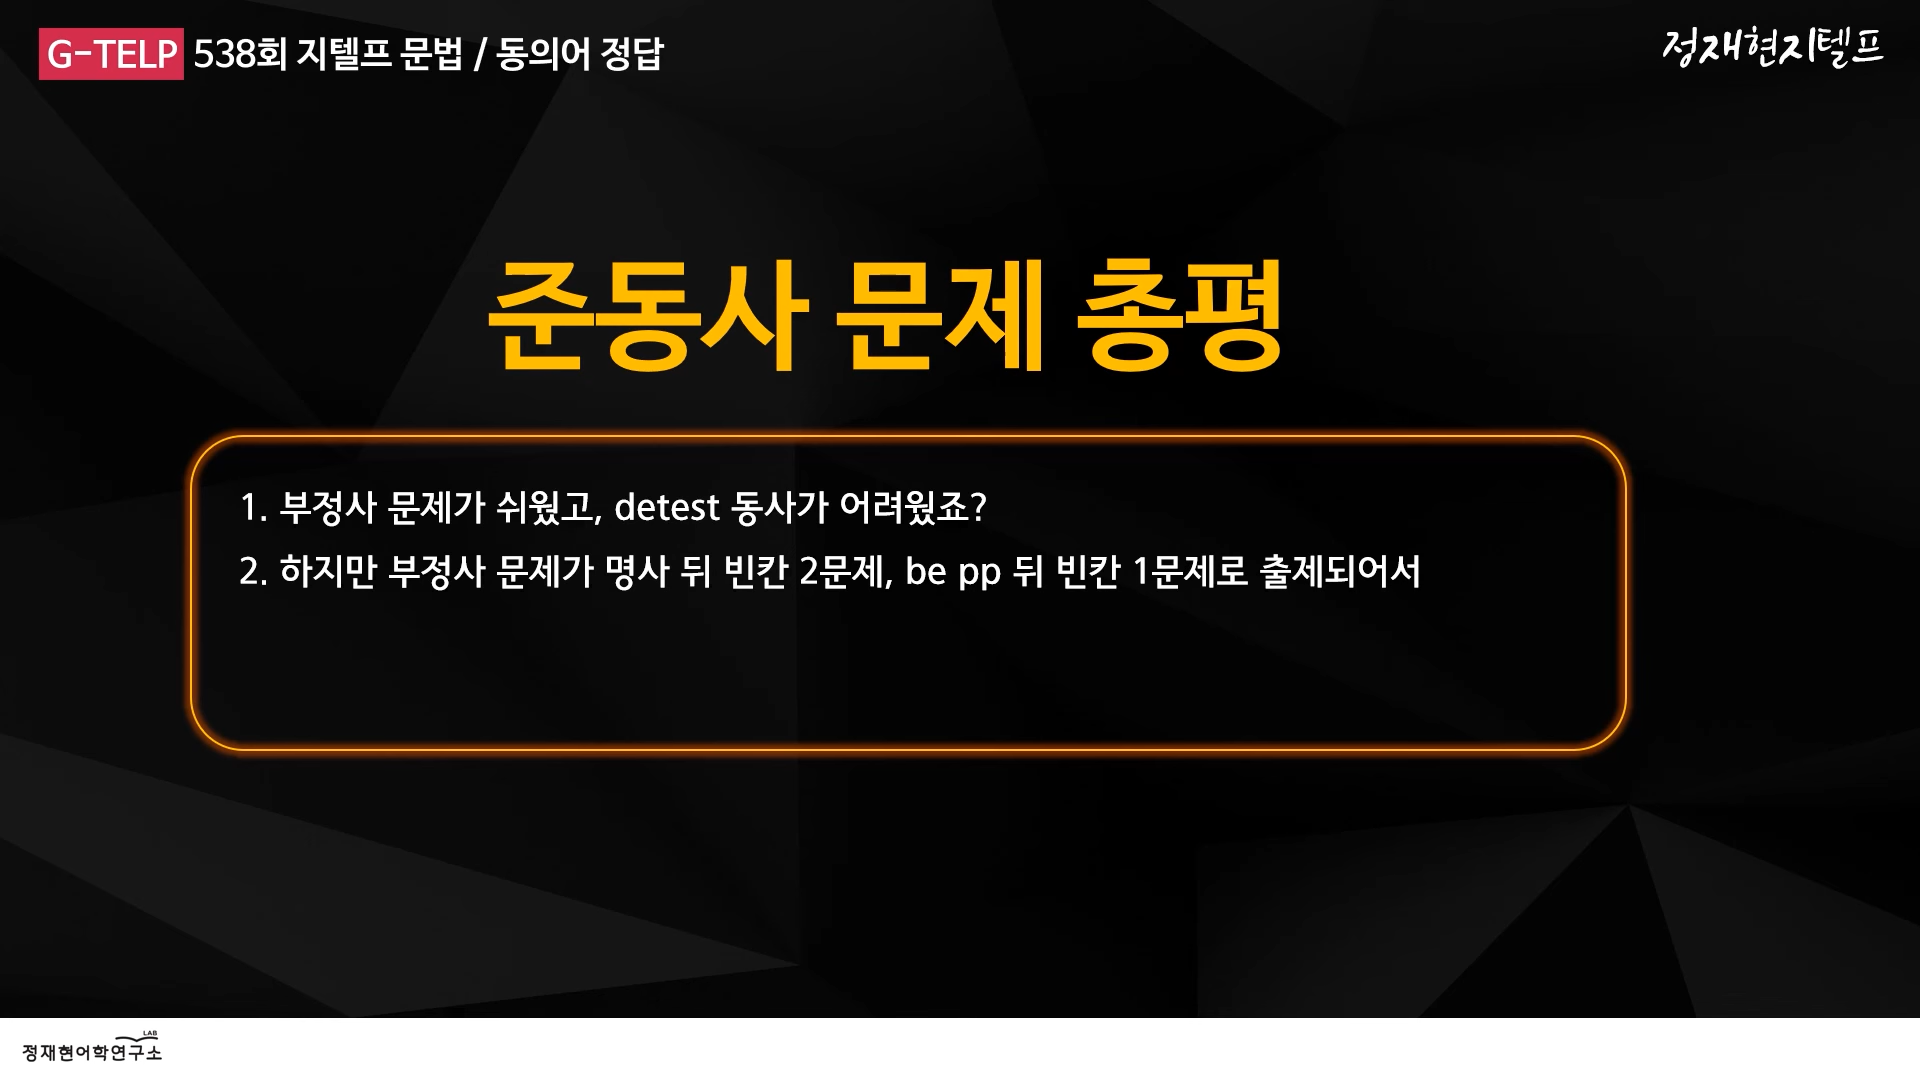 G-TELP 538회 지텔프 문법 / 동의어 정답
정재현지텔프
준동사 문제 총평
1. 부정사 문제가 쉬웠고, detest 동사가 어려웠죠?
2. 하지만 부정사 문제가 명사 뒤 빈칸 2문제, be pp 뒤 빈칸 1문제로 출제되어서
LAB
정재현어학연구소